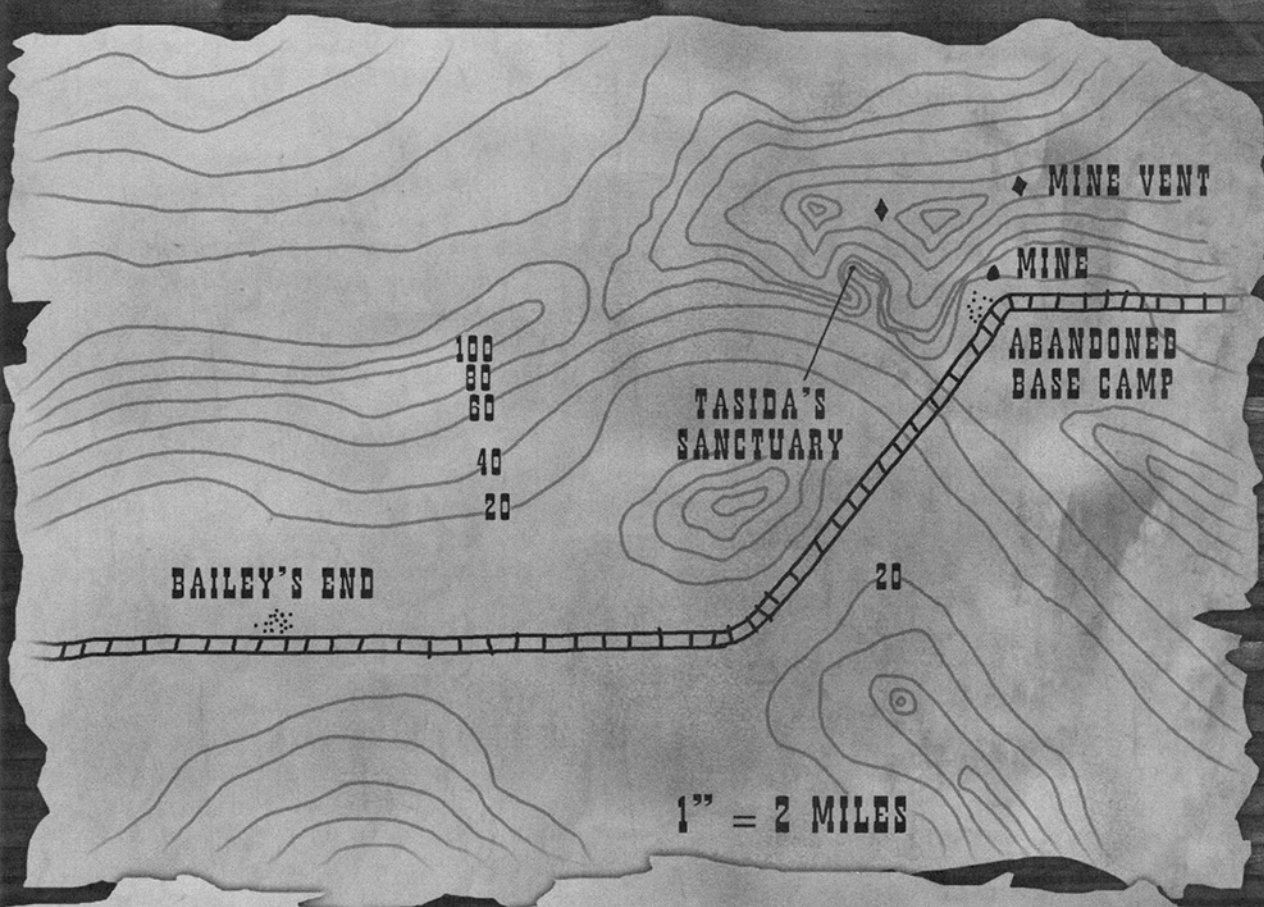 MINE VENT
MINE
ABANDONED
BASE CAMP
100
80
60
TASIDA'S
SANCTUARY
40
20
BAILEY'S END
20
1" = 2 MILES